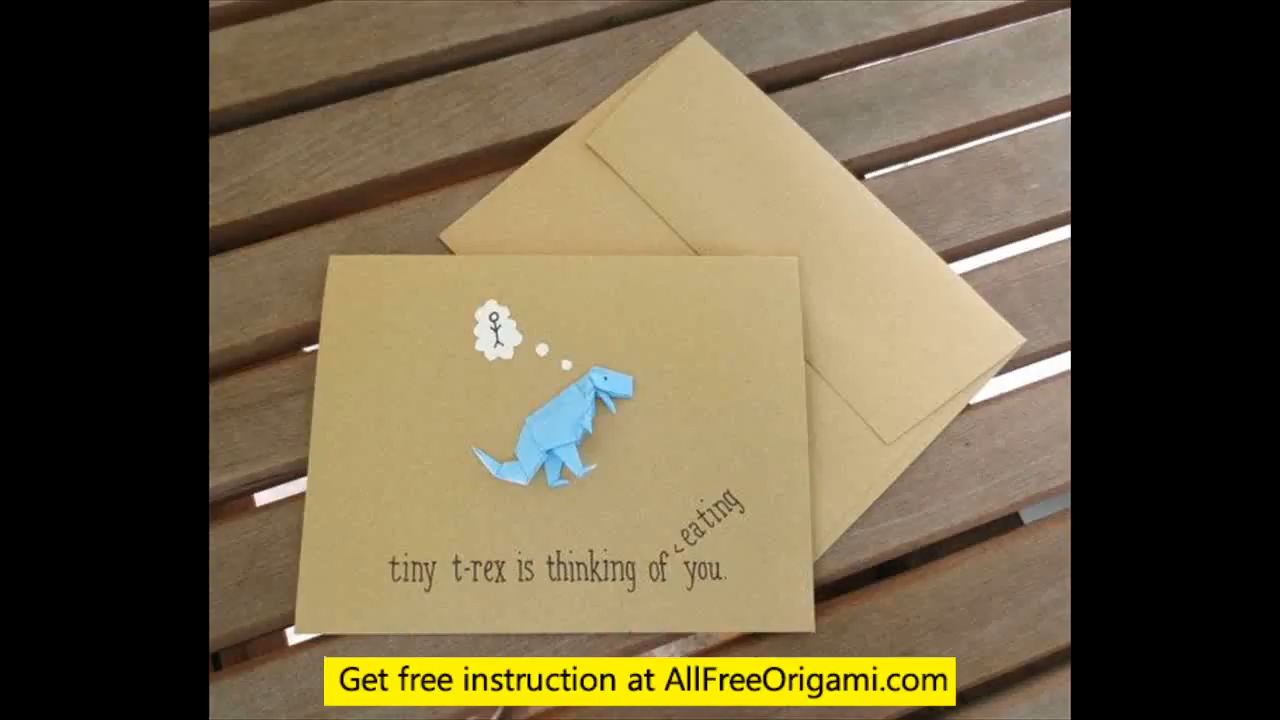 eating
tiny t-rex is thinking of ‹ you.
Get free instruction at AllFreeOrigami.com